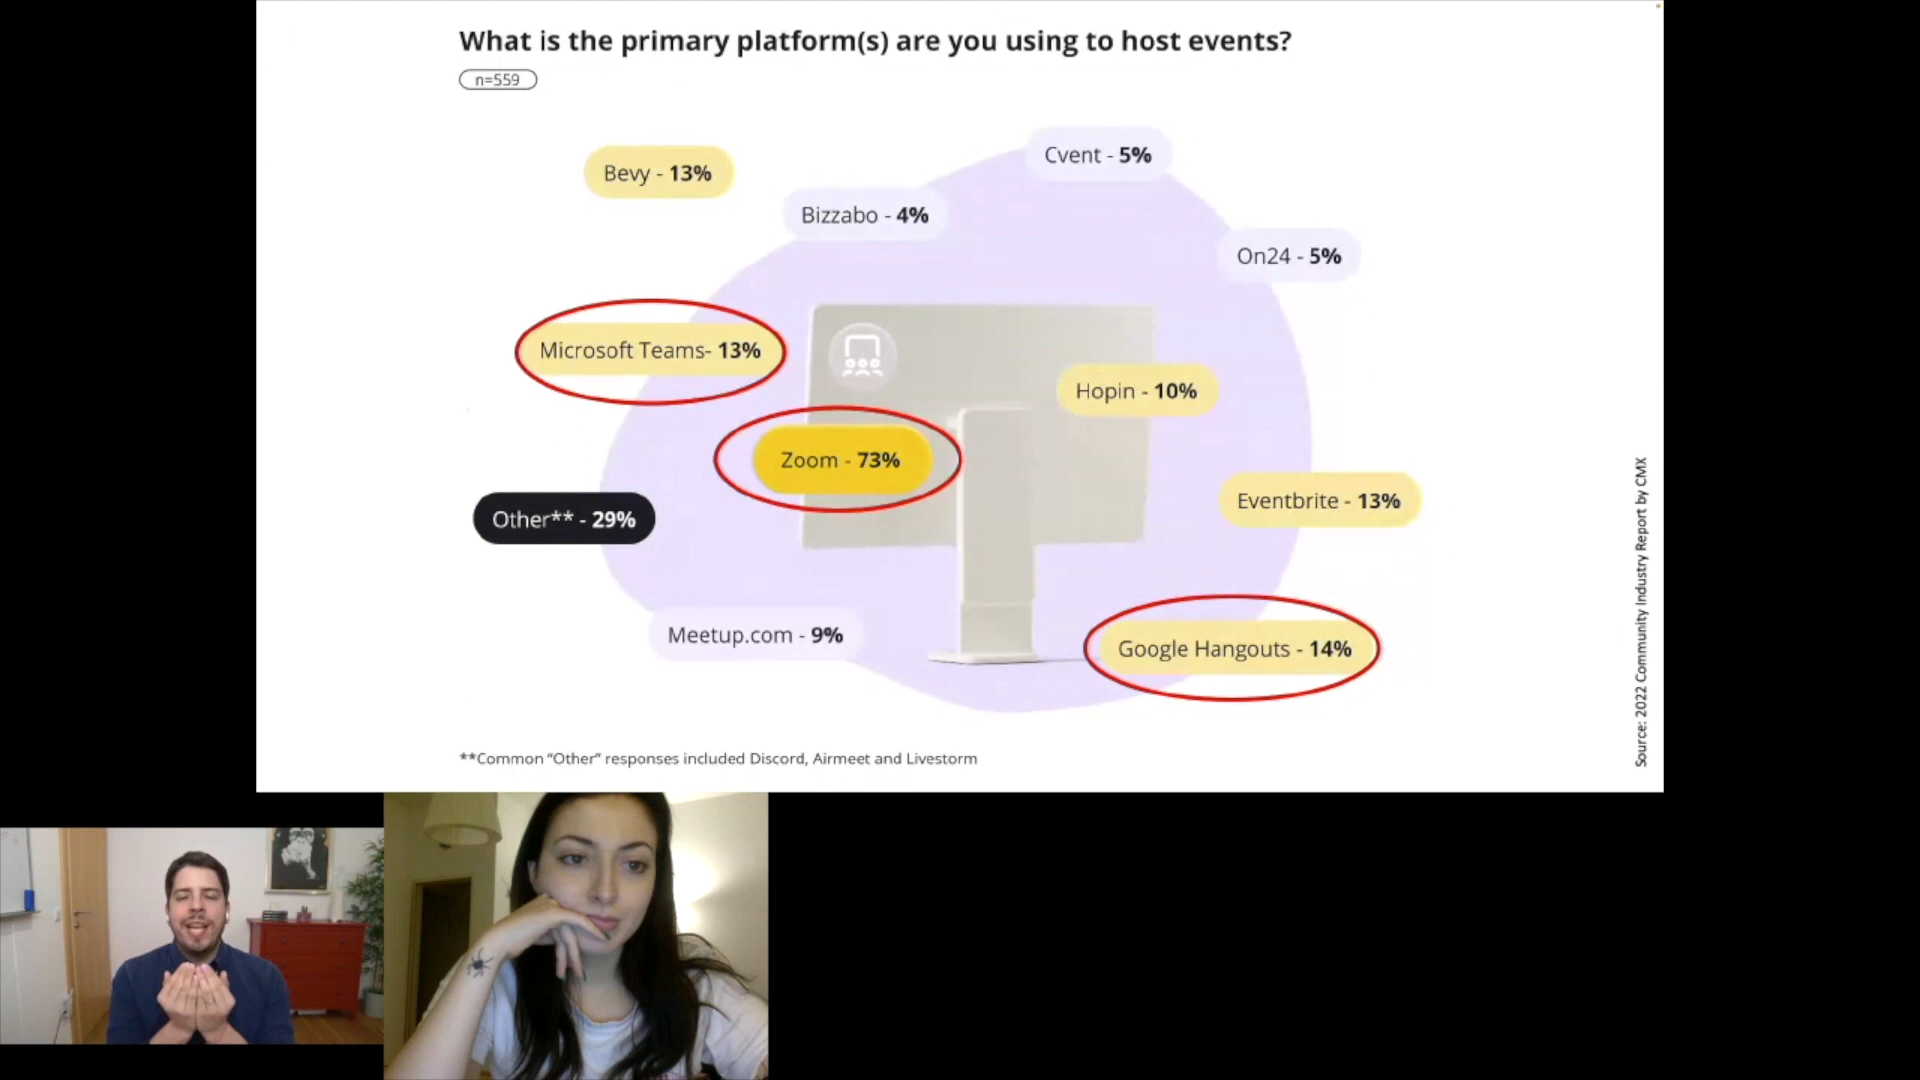 What is the primary platform(s) are you using to host events?
n=559
Cvent - 5%
Bevy - 13%
Bizzabo - 4%
On24 - 5%
Microsoft Teams- 13%
Hopin - 10%
Zoom - 73%
Eventbrite - 13%
Other** - 29%
Meetup.com - 9%
Google Hangouts - 14%
**Common “Other” responses included Discord, Airmeet and Livestorm
Source: 2022 Community Industry Report by CMX